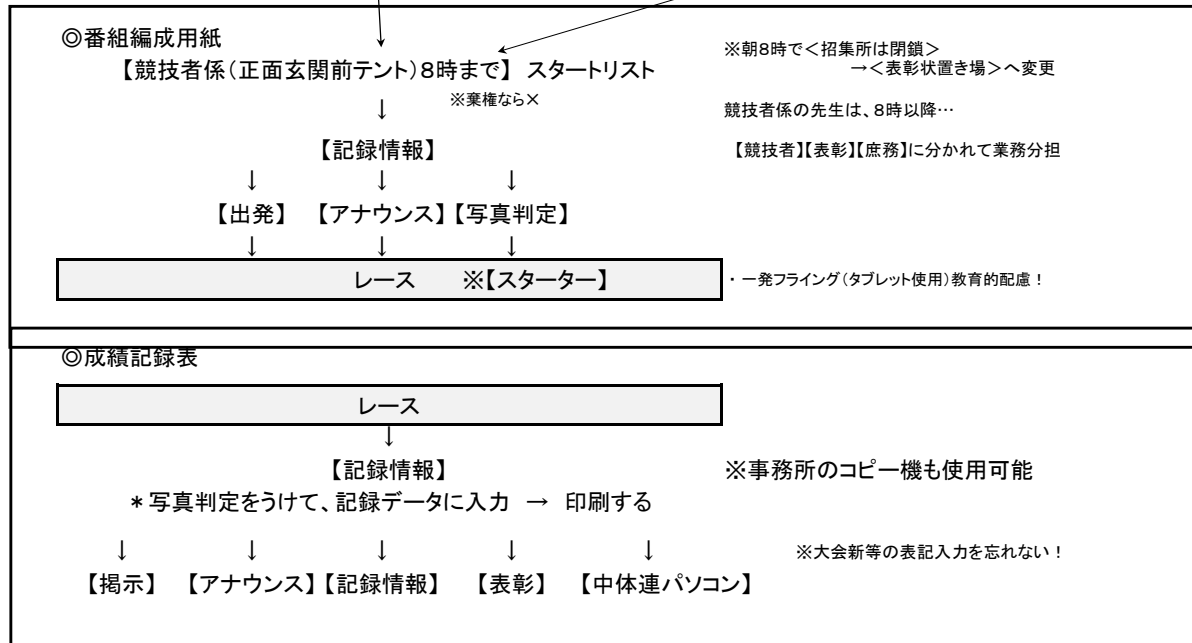 ◎番組編成用紙
【競技者係（正面玄関前テント）８時まで】 スタートリスト
※朝８時で＜招集所は閉鎖＞
→＜表彰状置き場＞へ変更
↓
※棄権なら×
競技者係の先生は、８時以降…
【記録情報】
【競技者】【表彰】【庶務】に分かれて業務分担
↓ ↓ ↓
【出発】 【アナウンス】 【写真判定】
↓ ↓ ↓
レース ※【スターター】
・一発フライング（タブレット使用）教育的配慮！
◎成績記録表
レース
↓
【記録情報】
※事務所のコピー機も使用可能
＊写真判定をうけて、記録データに入力 → 印刷する
↓ ↓ ↓ ↓ ↓
※大会新等の表記入力を忘れない！
【掲示】 【アナウンス】 【記録情報】 【表彰】 【中体連パソコン】